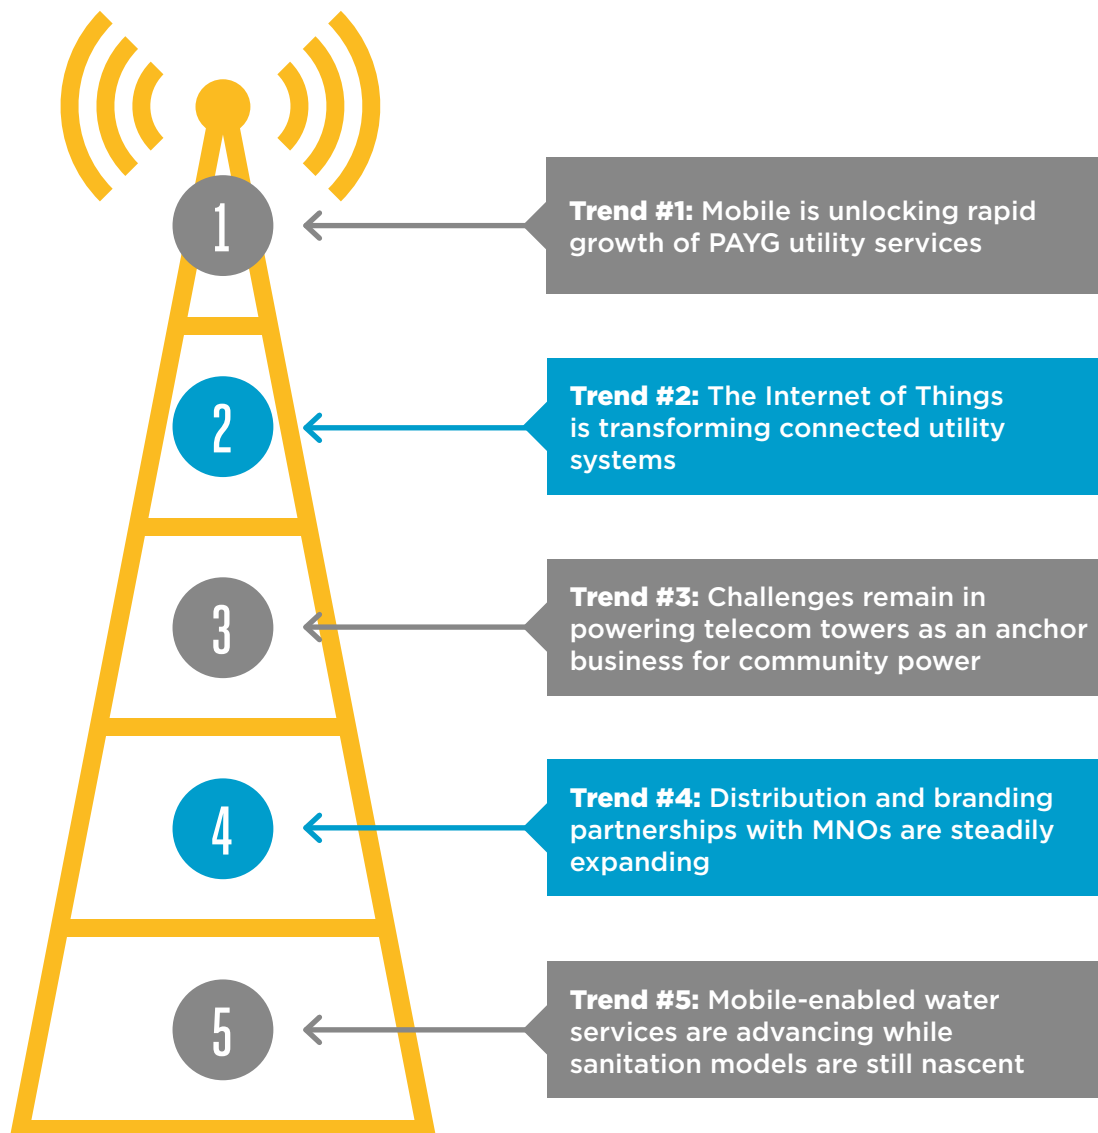 1
Trend #1: Mobile is unlocking rapid
growth of PAYG utility services
2
Trend #2: The Internet of Things
is transforming connected utility
systems
3
Trend #3: Challenges remain in
powering telecom towers as an anchor
business for community power
4
Trend #4: Distribution and branding
partnerships with MNOs are steadily
expanding
5
Trend #5: Mobile-enabled water
services are advancing while
sanitation models are still nascent